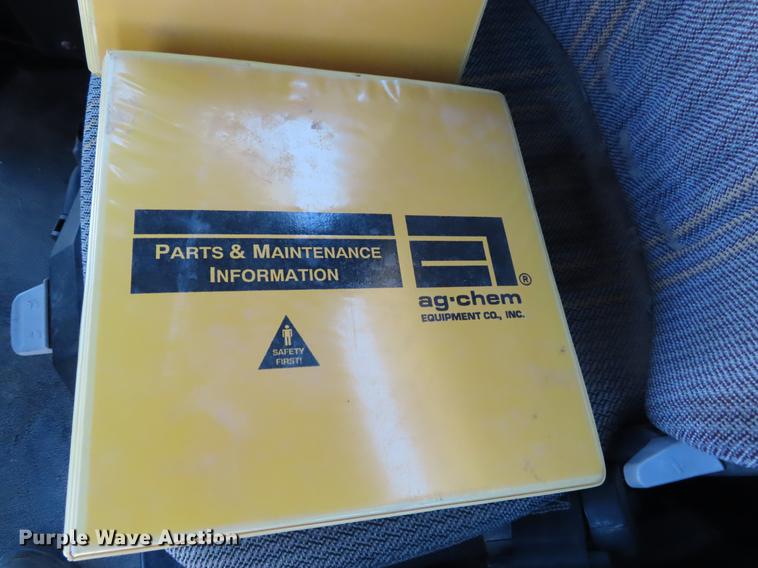 PARTS & MAINTENANCE
INFORMATION
ag·chem ®
EQUIPMENT CO., INC.
SAFETY
FIRST!
Purple Wave Auction